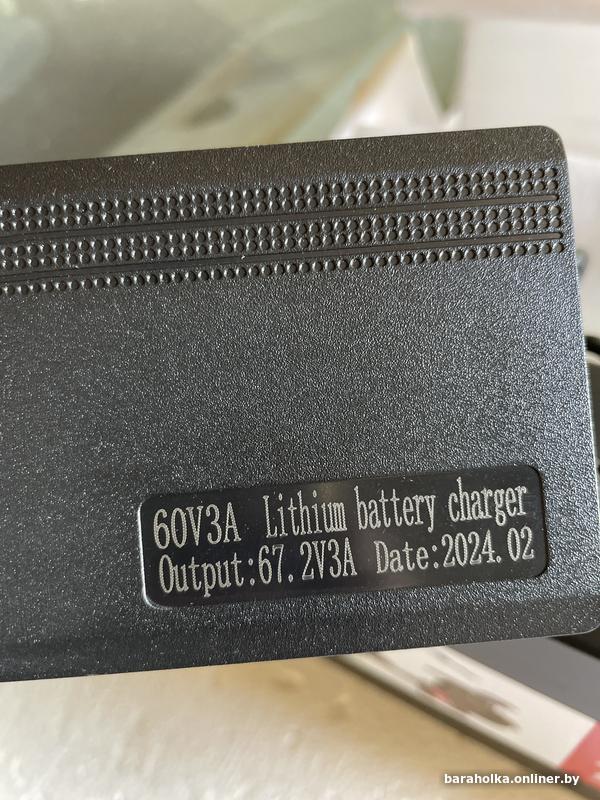 60V3A Lithium battery charger
Output:67.2V3A Date:2024.02
baraholka.onliner.by